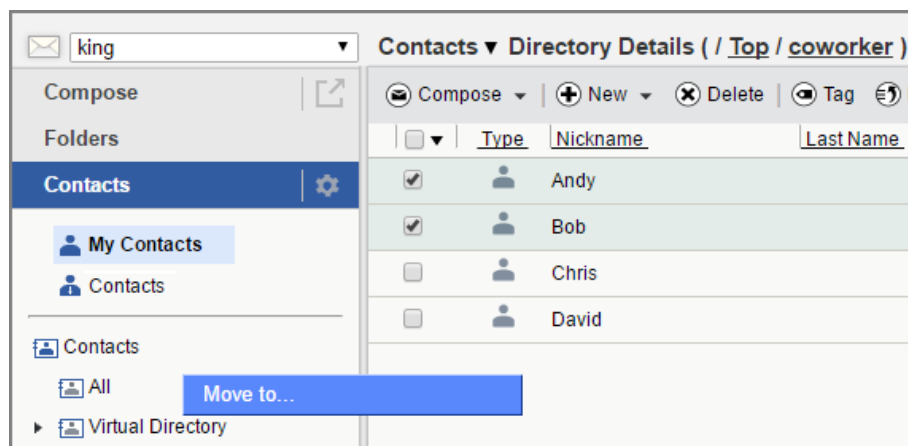 king
Contacts ▼ Directory Details ( / Top / coworker )
Compose
Compose New Delete Tag
Folders
Type Nickname Last Name
Contacts
Andy
My Contacts
Bob
Contacts
Chris
David
Contacts
All
Move to...
Virtual Directory